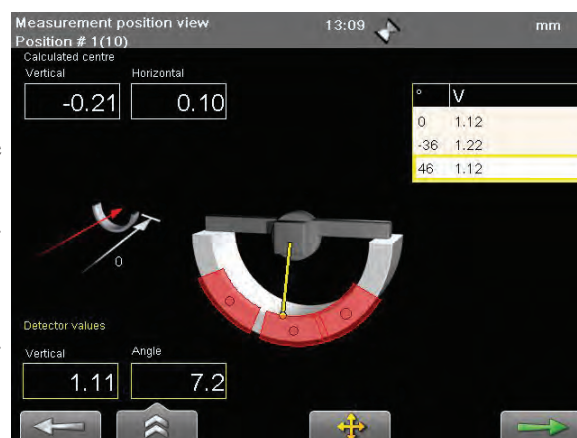 Measurement position view
13:09
mm
Position # 1(10)
Calculated centre
Vertical Horizontal
-0.21 0.10
° V
0 1.12
-36 1.22
46 1.12
0
Detector values
Vertical Angle
1.11 7.2